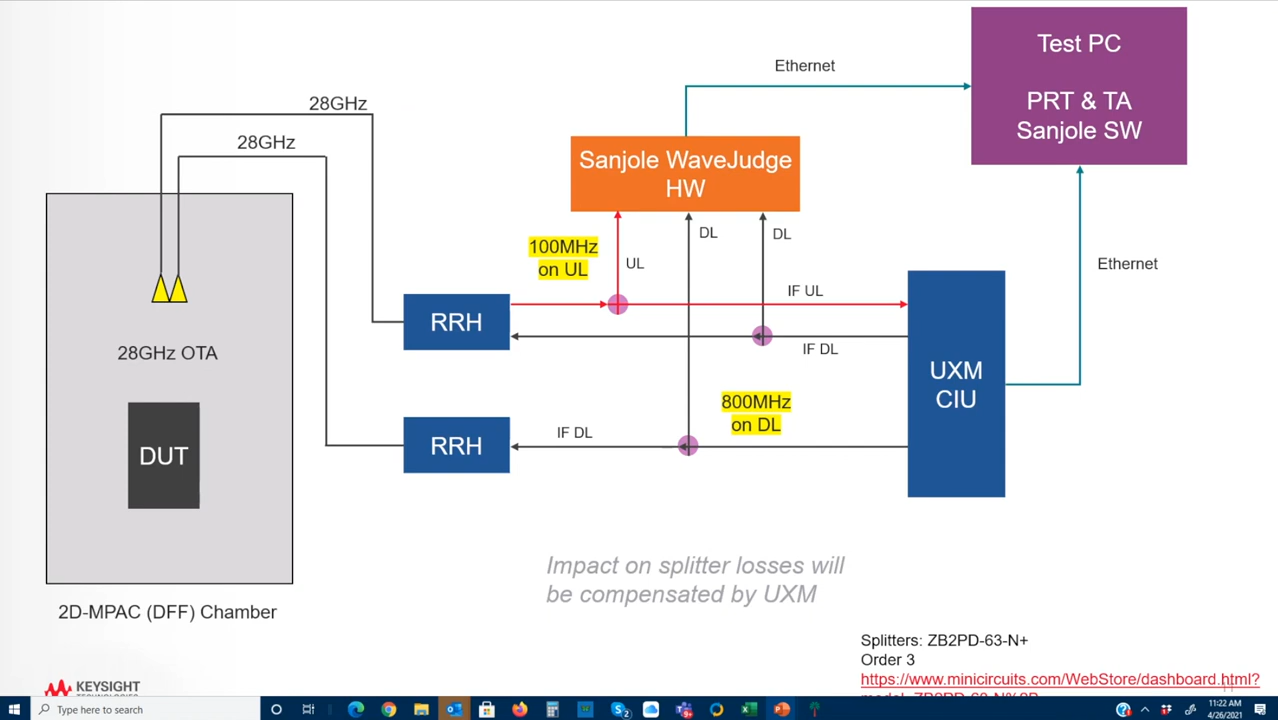 Test PC
PRT & TA
Sanjole SW
Ethernet
28GHz
28GHz
Sanjole WaveJudge
HW
DL
DL
100MHz
on UL
UL
Ethernet
IF UL
RRH
IF DL
28GHz OTA
UXM
CIU
800MHz
on DL
IF DL
RRH
DUT
Impact on splitter losses will
be compensated by UXM
2D-MPAC (DFF) Chamber
Splitters: ZB2PD-63-N+
Order 3
https://www.minicircuits.com/WebStore/dashboard.html?
KEYSIGHT
TECHNOLOGIES
Type here to search
11:22 AM
4/26/2021